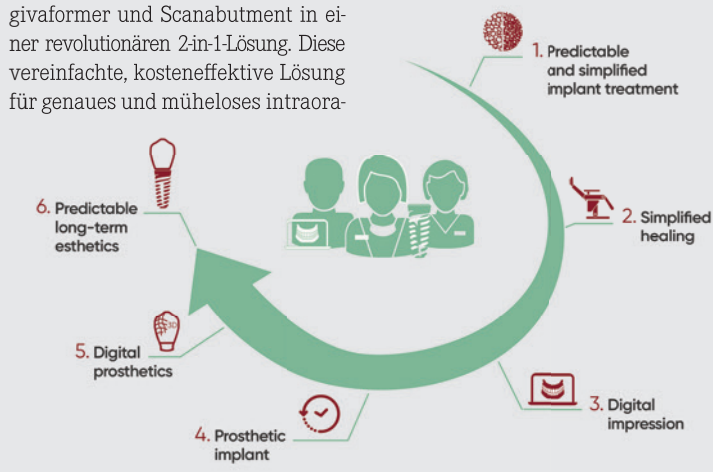 givaformer und Scanabutment in ei-
ner revolutionären 2-in-1-Lösung. Diese
vereinfachte, kosteneffektive Lösung
für genaues und müheloses intraora-
1. Predictable
and simplified
implant treatment
2. Simplified
healing
3. Digital
impression
4. Prosthetic
implant
5. Digital
prosthetics
3D
6. Predictable
long-term
esthetics